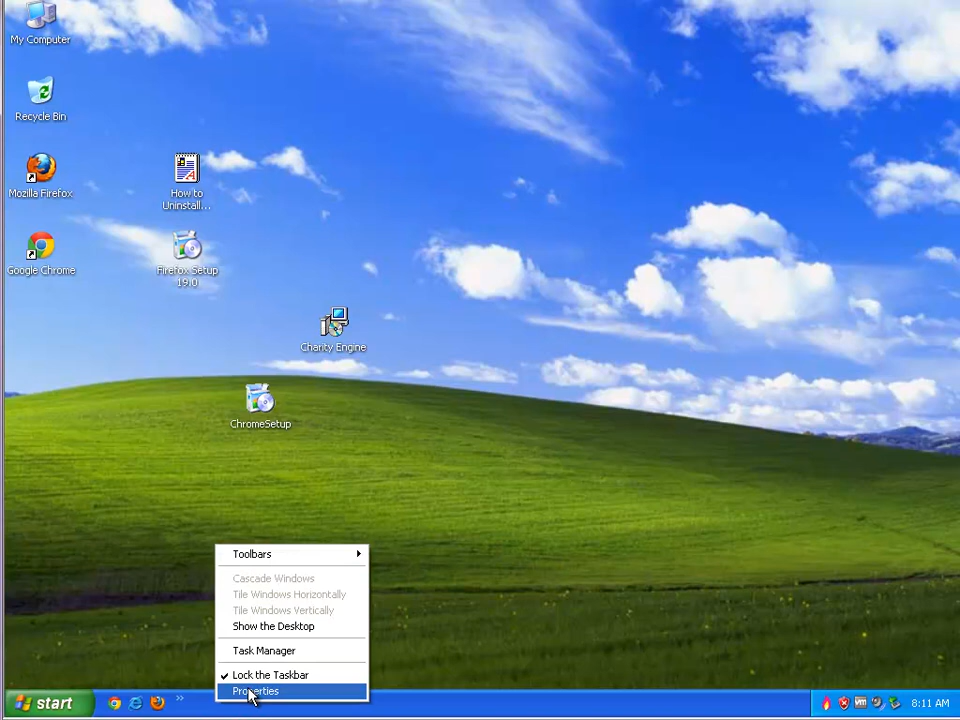 My Computer
Recycle Bin
Mozilla Firefox
Google Chrome
How to
Uninstall...
Firefox Setup
19.0
Charity Engine
ChromeSetup
Toolbars
Cascade Windows
Tile Windows Horizontally
Tile Windows Vertically
Show the Desktop
Task Manager
Lock the Taskbar
Properties
start
8:11 AM